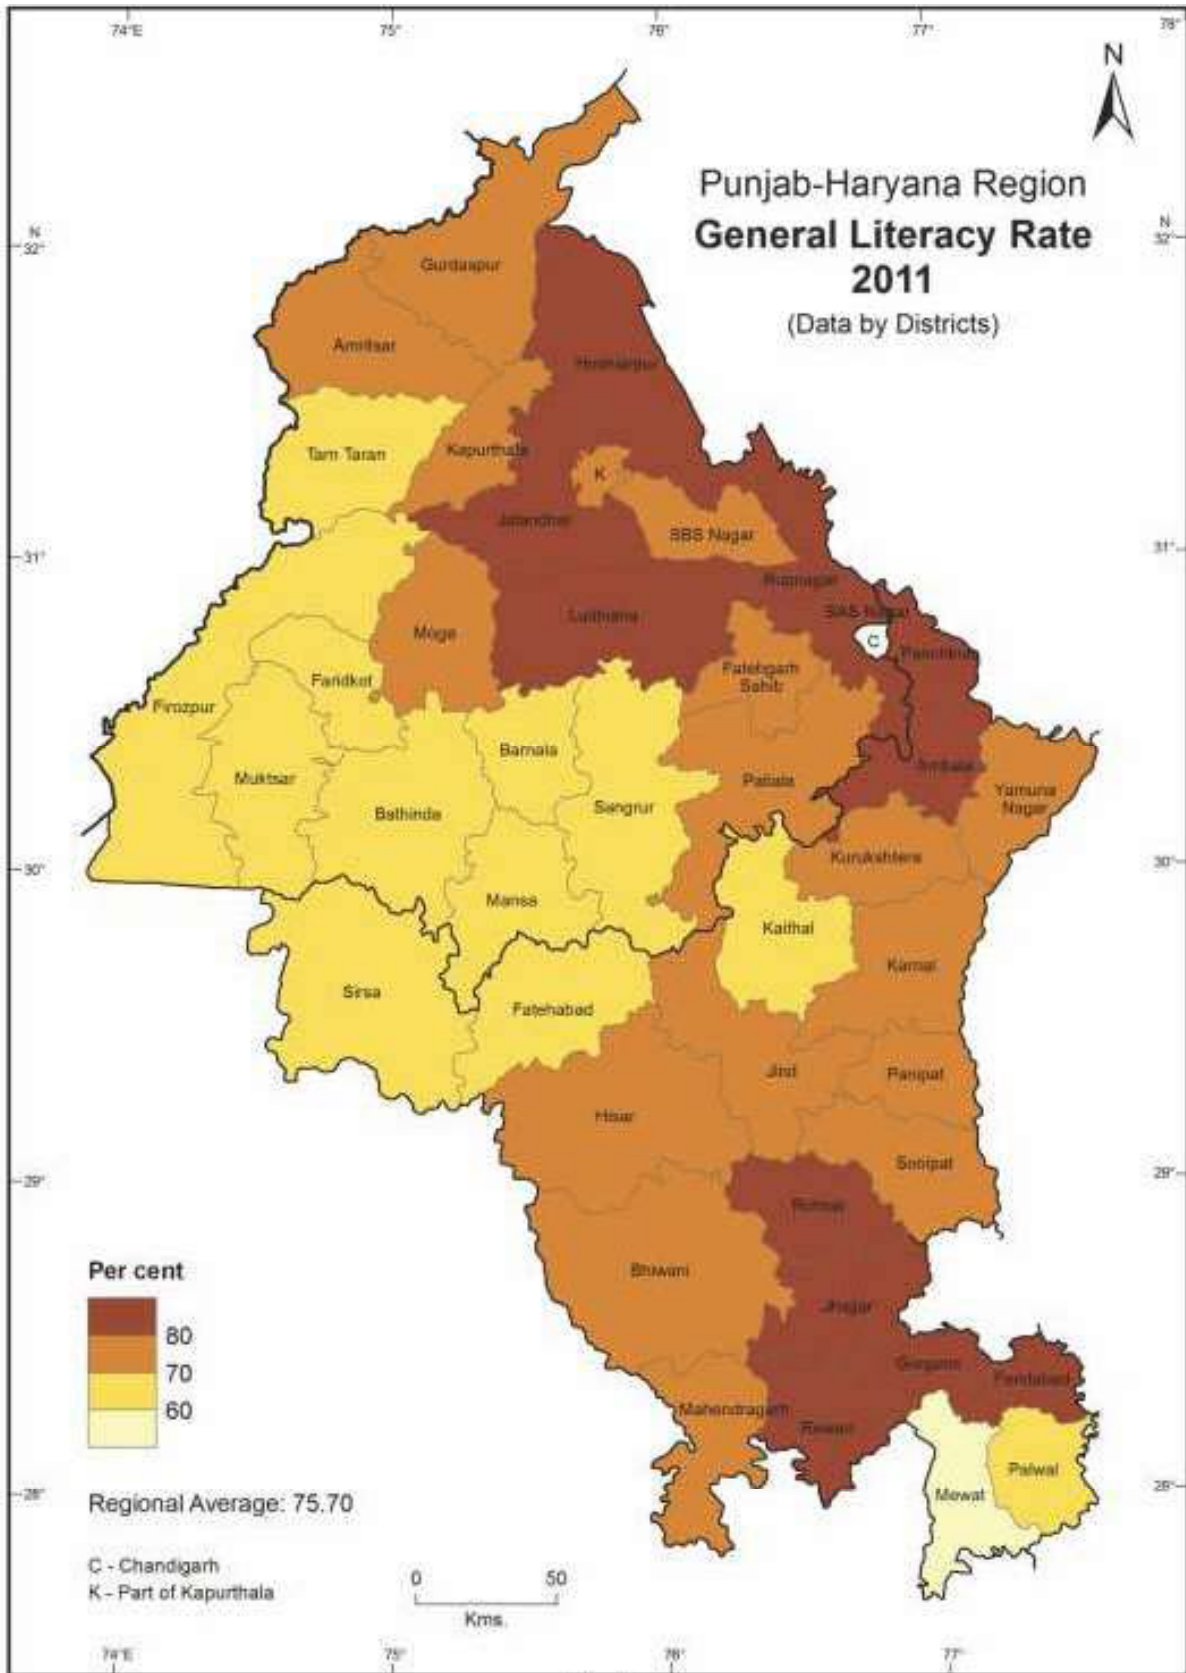 74°E 75° 76° 77° 78°
N
Punjab-Haryana Region
General Literacy Rate
2011
(Data by Districts)
N
32°
N
32°
Gurdaspur
Amritsar
Hoshiarpur
Tarn Taran
Kapurthala
K
Jalandhar
SBS Nagar
31°
31°
Rupnagar
SAS Nagar
Ludhiana
Moga
C
Panchkula
Fatehgarh
Sahib
Faridkot
Firozpur
Barnala
Ambala
Muktsar
Patiala
Yamuna
Nagar
Sangrur
Bathinda
Kurukshtera
30°
30°
Mansa
Kaithal
Karnal
Sirsa
Fatehabad
Jind
Panipat
Hisar
Sonipat
29°
29°
Rohtak
Bhiwani
Jhajjar
Gurgaon
Faridabad
Mahendragarh
Rewari
Palwal
Mewat
28°
28°
Per cent
80
70
60
Regional Average: 75.70
C - Chandigarh
K - Part of Kapurthala
0 50
Kms.
74°E 75° 76° 77°